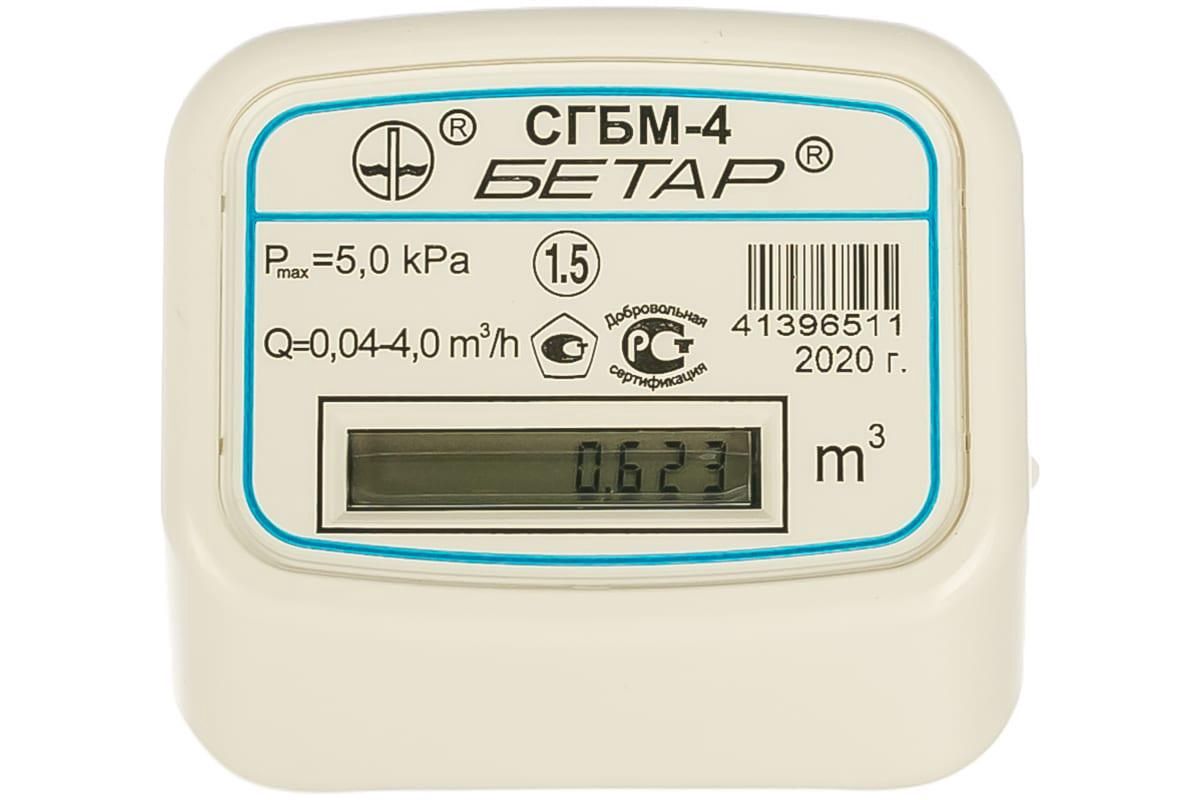 ® СГБМ-4
БЕТАР®
Pmax=5,0 kPa
1.5
41396511
2020 г.
Q=0,04-4,0 m³/h
Добровольная
РСТ
сертификация
0.623
m³